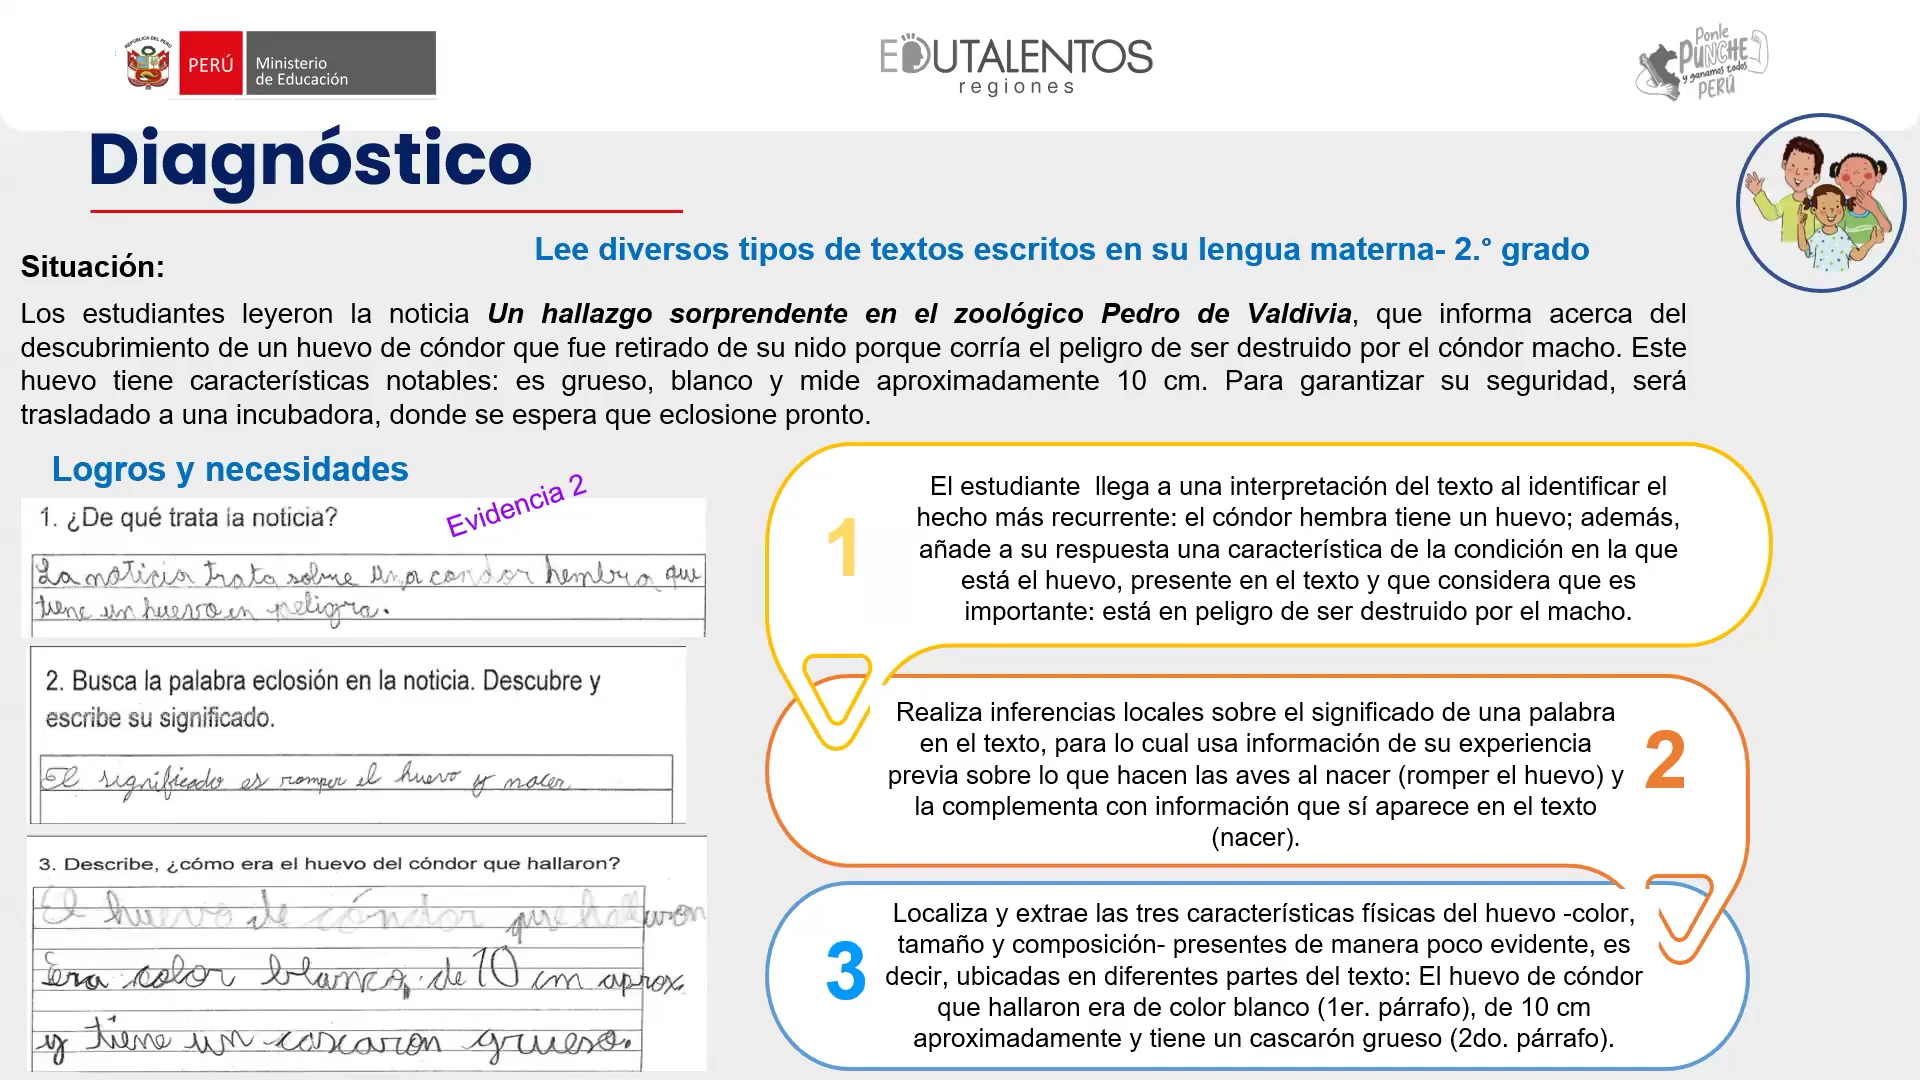 PERÚ
Ministerio
de Educación
EDUTALENTOS
regiones
Ponle
PUNCHE
y ganamos todos
PERÚ
Diagnóstico
Lee diversos tipos de textos escritos en su lengua materna- 2.° grado
Situación:
Los estudiantes leyeron la noticia Un hallazgo sorprendente en el zoológico Pedro de Valdivia, que informa acerca del
descubrimiento de un huevo de cóndor que fue retirado de su nido porque corría el peligro de ser destruido por el cóndor macho. Este
huevo tiene características notables: es grueso, blanco y mide aproximadamente 10 cm. Para garantizar su seguridad, será
trasladado a una incubadora, donde se espera que eclosione pronto.
Logros y necesidades
Evidencia 2
1. ¿De qué trata la noticia?
La noticia trata sobre una condor hembra que
tiene un huevo en peligra.
2. Busca la palabra eclosión en la noticia. Descubre y
escribe su significado.
El significado es romper el huevo y nacer
3. Describe, ¿cómo era el huevo del cóndor que hallaron?
El huevo de cóndor que hallaron
Era color blanco, de 10 cm aprox.
y tiene un cascaron grueso.
1
El estudiante llega a una interpretación del texto al identificar el
hecho más recurrente: el cóndor hembra tiene un huevo; además,
añade a su respuesta una característica de la condición en la que
está el huevo, presente en el texto y que considera que es
importante: está en peligro de ser destruido por el macho.
Realiza inferencias locales sobre el significado de una palabra
en el texto, para lo cual usa información de su experiencia
previa sobre lo que hacen las aves al nacer (romper el huevo) y
la complementa con información que sí aparece en el texto
(nacer).
2
3
Localiza y extrae las tres características físicas del huevo -color,
tamaño y composición- presentes de manera poco evidente, es
decir, ubicadas en diferentes partes del texto: El huevo de cóndor
que hallaron era de color blanco (1er. párrafo), de 10 cm
aproximadamente y tiene un cascarón grueso (2do. párrafo).